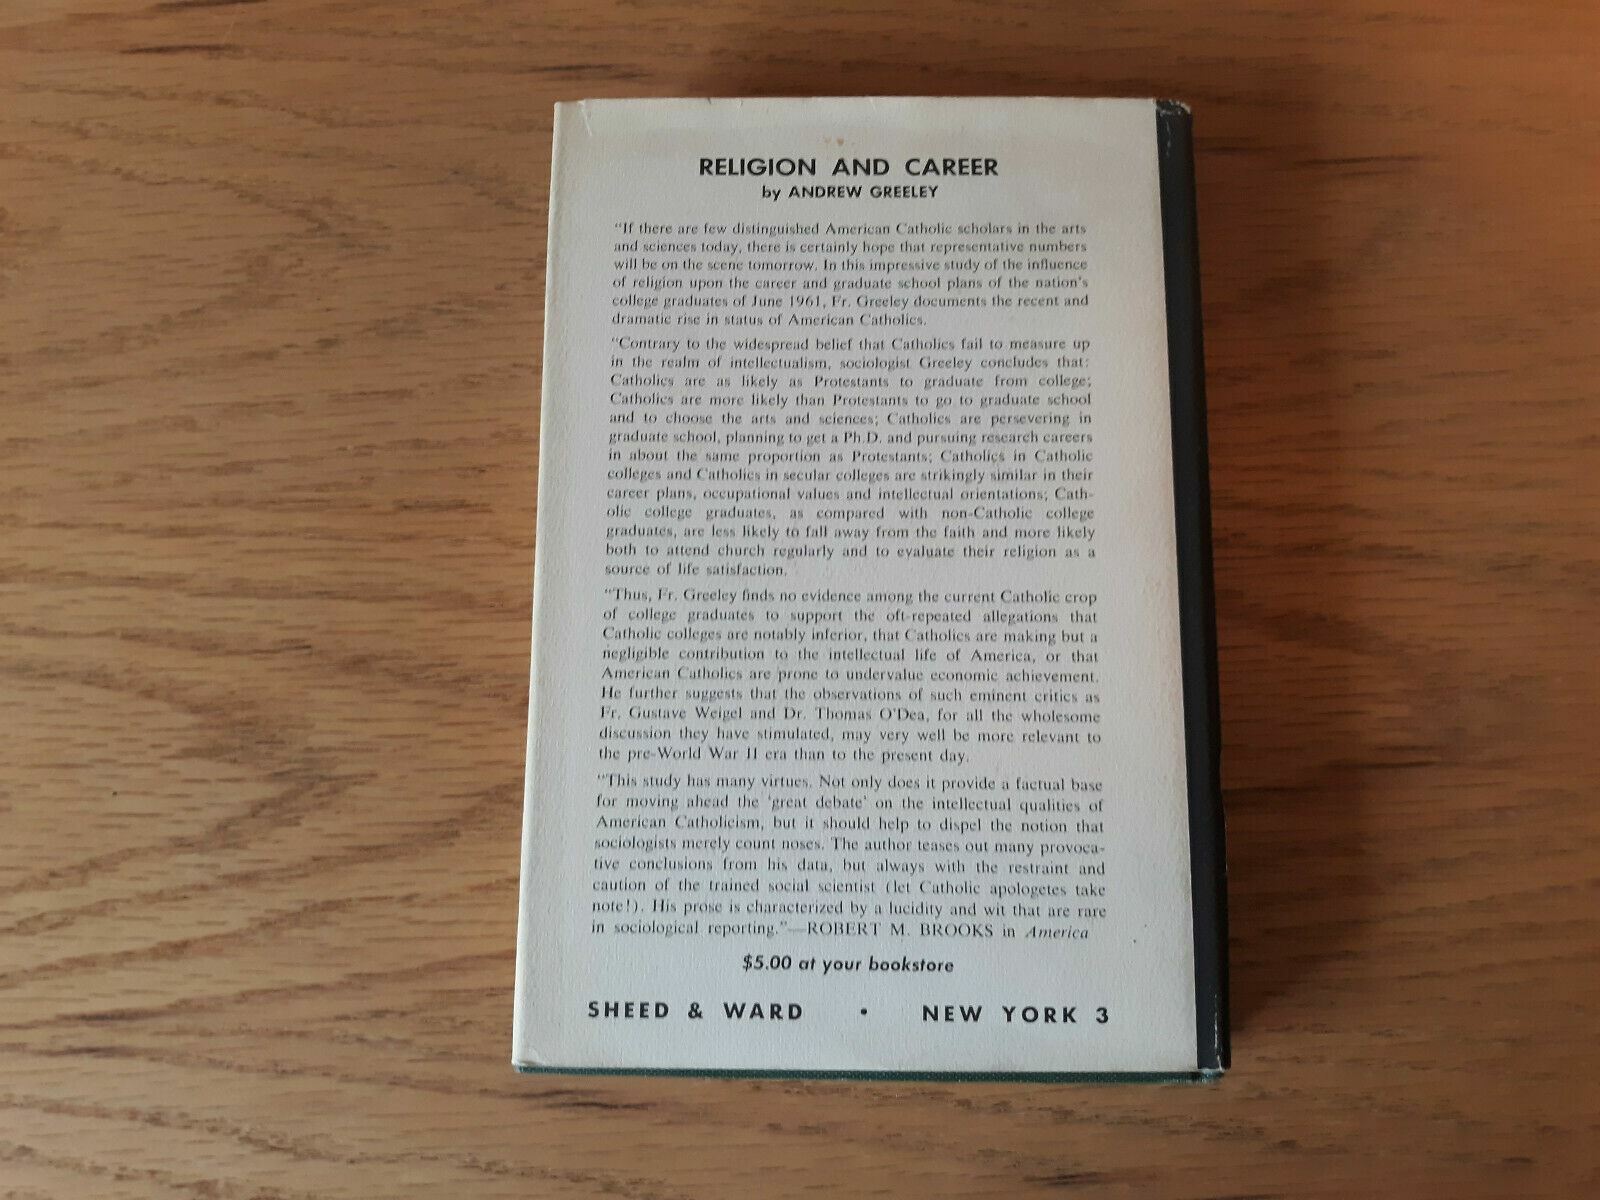 RELIGION AND CAREER
by ANDREW GREELEY
"If there are few distinguished American Catholic scholars in the arts
and sciences today, there is certainly hope that representative numbers
will be on the scene tomorrow. In this impressive study of the influence
of religion upon the career and graduate school plans of the nation's
college graduates of June 1961, Fr. Greeley documents the recent and
dramatic rise in status of American Catholics.
"Contrary to the widespread belief that Catholics fail to measure up
in the realm of intellectualism, sociologist Greeley concludes that:
Catholics are as likely as Protestants to graduate from college;
Catholics are more likely than Protestants to go to graduate school
and to choose the arts and sciences; Catholics are persevering in
graduate school, planning to get a Ph.D. and pursuing research careers
in about the same proportion as Protestants; Catholics in Catholic
colleges and Catholics in secular colleges are strikingly similar in their
career plans, occupational values and intellectual orientations; Cath-
olic college graduates, as compared with non-Catholic college
graduates, are less likely to fall away from the faith and more likely
both to attend church regularly and to evaluate their religion as a
source of life satisfaction.
"Thus, Fr. Greeley finds no evidence among the current Catholic crop
of college graduates to support the oft-repeated allegations that
Catholic colleges are notably inferior, that Catholics are making but a
negligible contribution to the intellectual life of America, or that
American Catholics are prone to undervalue economic achievement.
He further suggests that the observations of such eminent critics as
Fr. Gustave Weigel and Dr. Thomas O'Dea, for all the wholesome
discussion they have stimulated, may very well be more relevant to
the pre-World War II era than to the present day.
"This study has many virtues. Not only does it provide a factual base
for moving ahead the 'great debate' on the intellectual qualities of
American Catholicism, but it should help to dispel the notion that
sociologists merely count noses. The author teases out many provoca-
tive conclusions from his data, but always with the restraint and
caution of the trained social scientist (let Catholic apologetes take
note!). His prose is characterized by a lucidity and wit that are rare
in sociological reporting."—ROBERT M. BROOKS in America
$5.00 at your bookstore
SHEED & WARD • NEW YORK 3